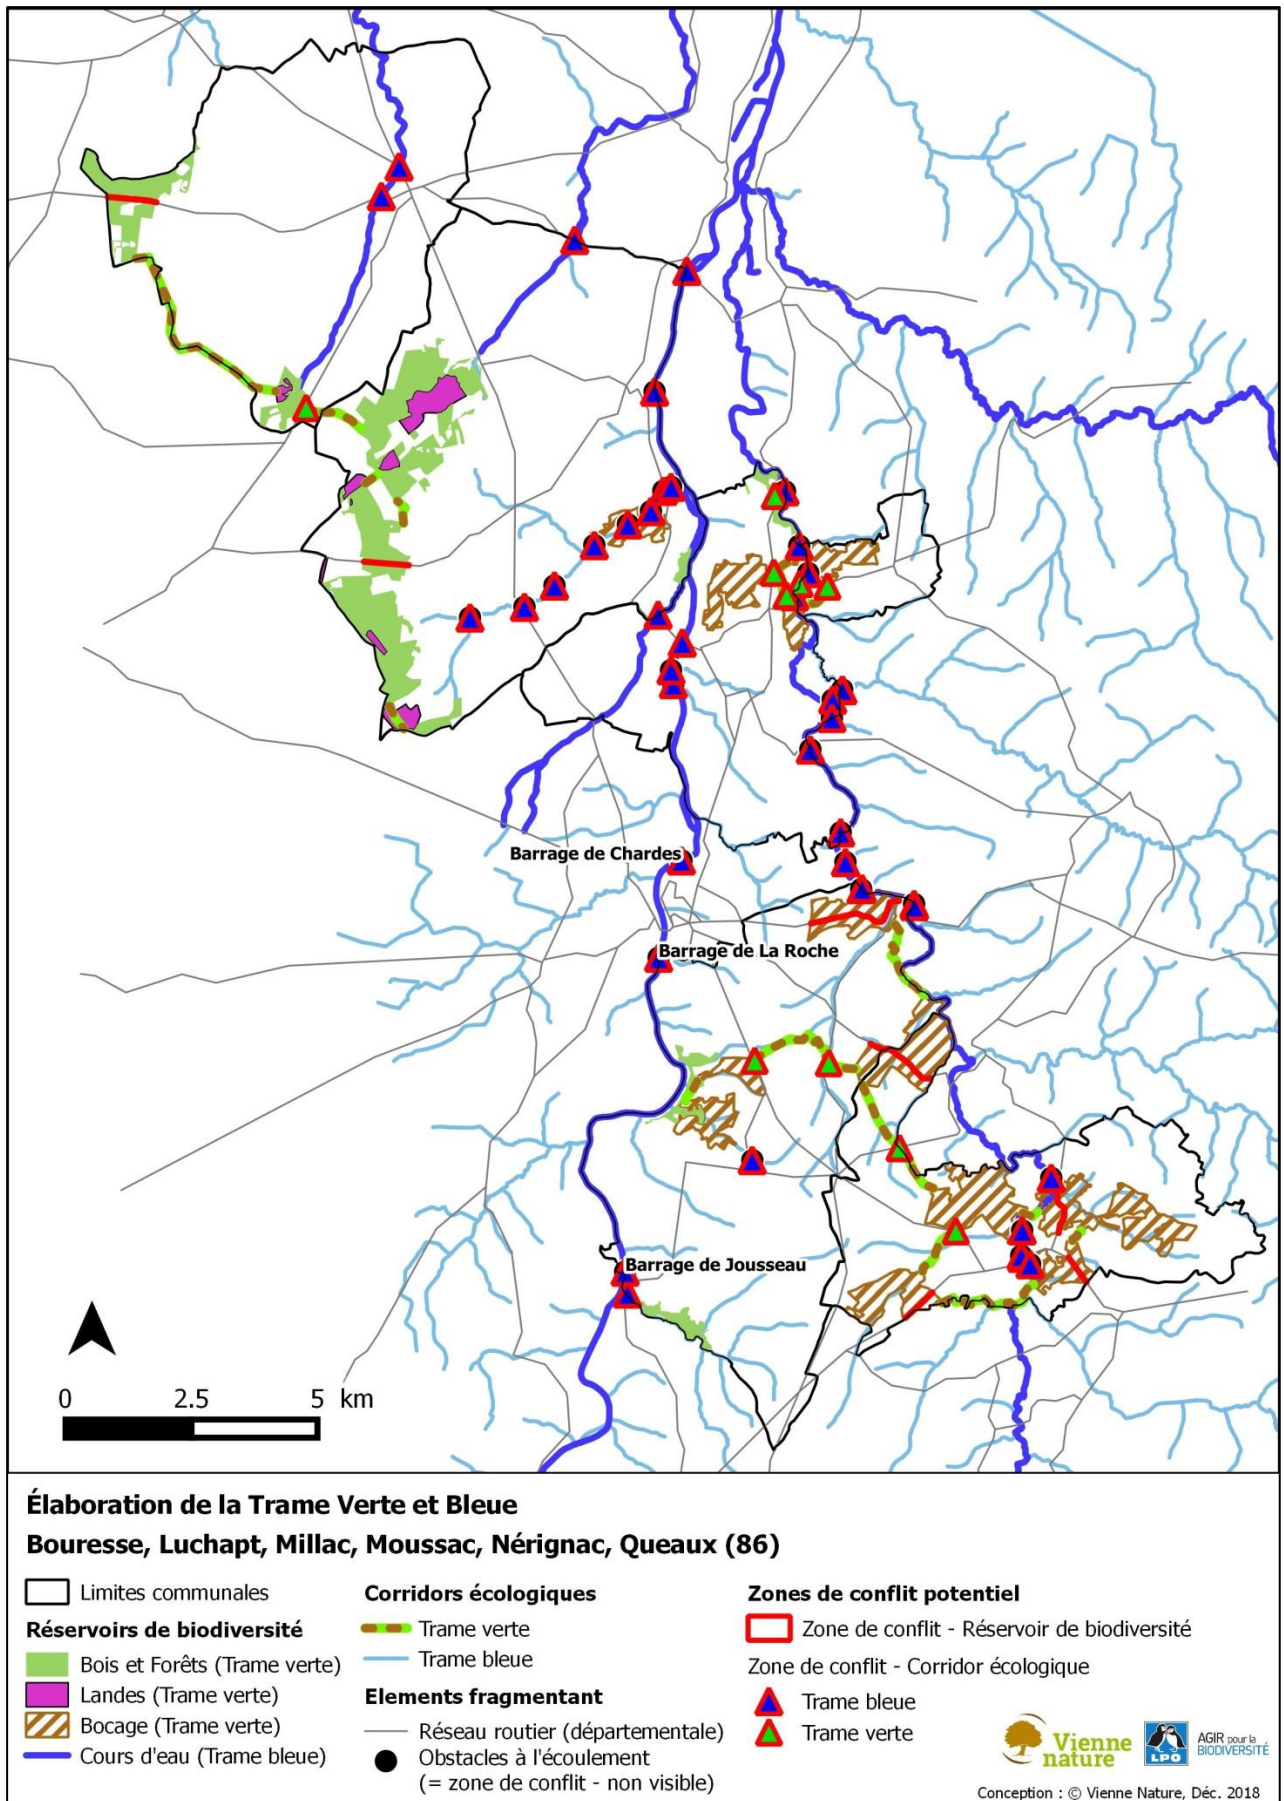 Barrage de Chardes
Barrage de La Roche
Barrage de Jousseau
0 2.5 5 km
Élaboration de la Trame Verte et Bleue
Bouresse, Luchapt, Millac, Moussac, Nérignac, Queaux (86)
Limites communales
Réservoirs de biodiversité
Bois et Forêts (Trame verte)
Landes (Trame verte)
Bocage (Trame verte)
Cours d'eau (Trame bleue)
Corridors écologiques
Trame verte
Trame bleue
Elements fragmentant
Réseau routier (départementale)
Obstacles à l'écoulement
(= zone de conflit - non visible)
Zones de conflit potentiel
Zone de conflit - Réservoir de biodiversité
Zone de conflit - Corridor écologique
Trame bleue
Trame verte
Vienne
nature
LPO
AGIR pour la
BIODIVERSITÉ
Conception : © Vienne Nature, Déc. 2018